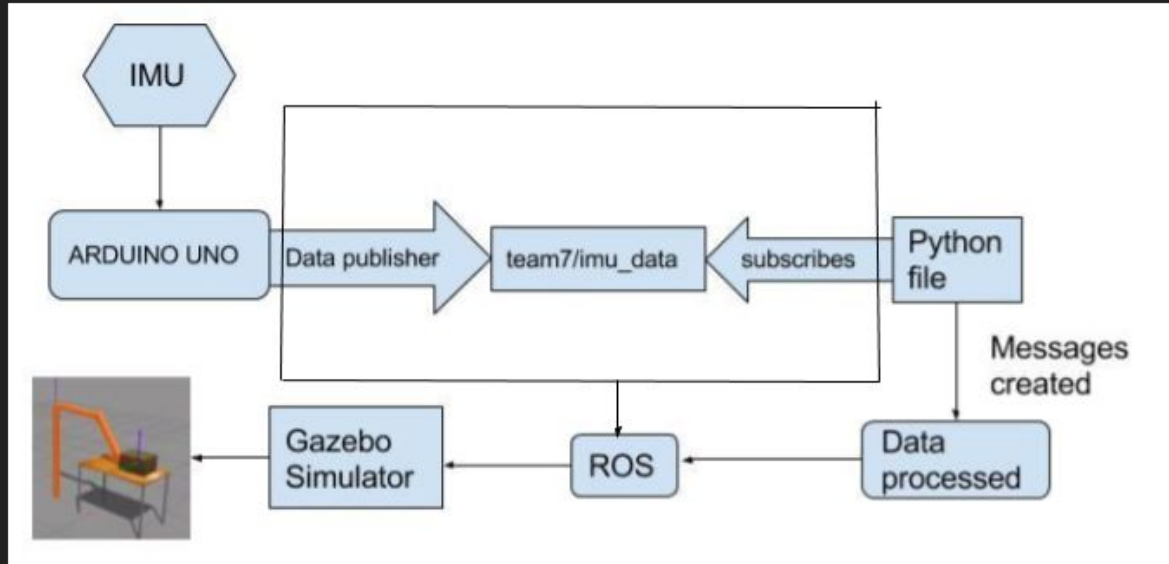 IMU
ARDUINO UNO
Data publisher
team7/imu_data
subscribes
Python
file
Messages
created
Gazebo
Simulator
ROS
Data
processed